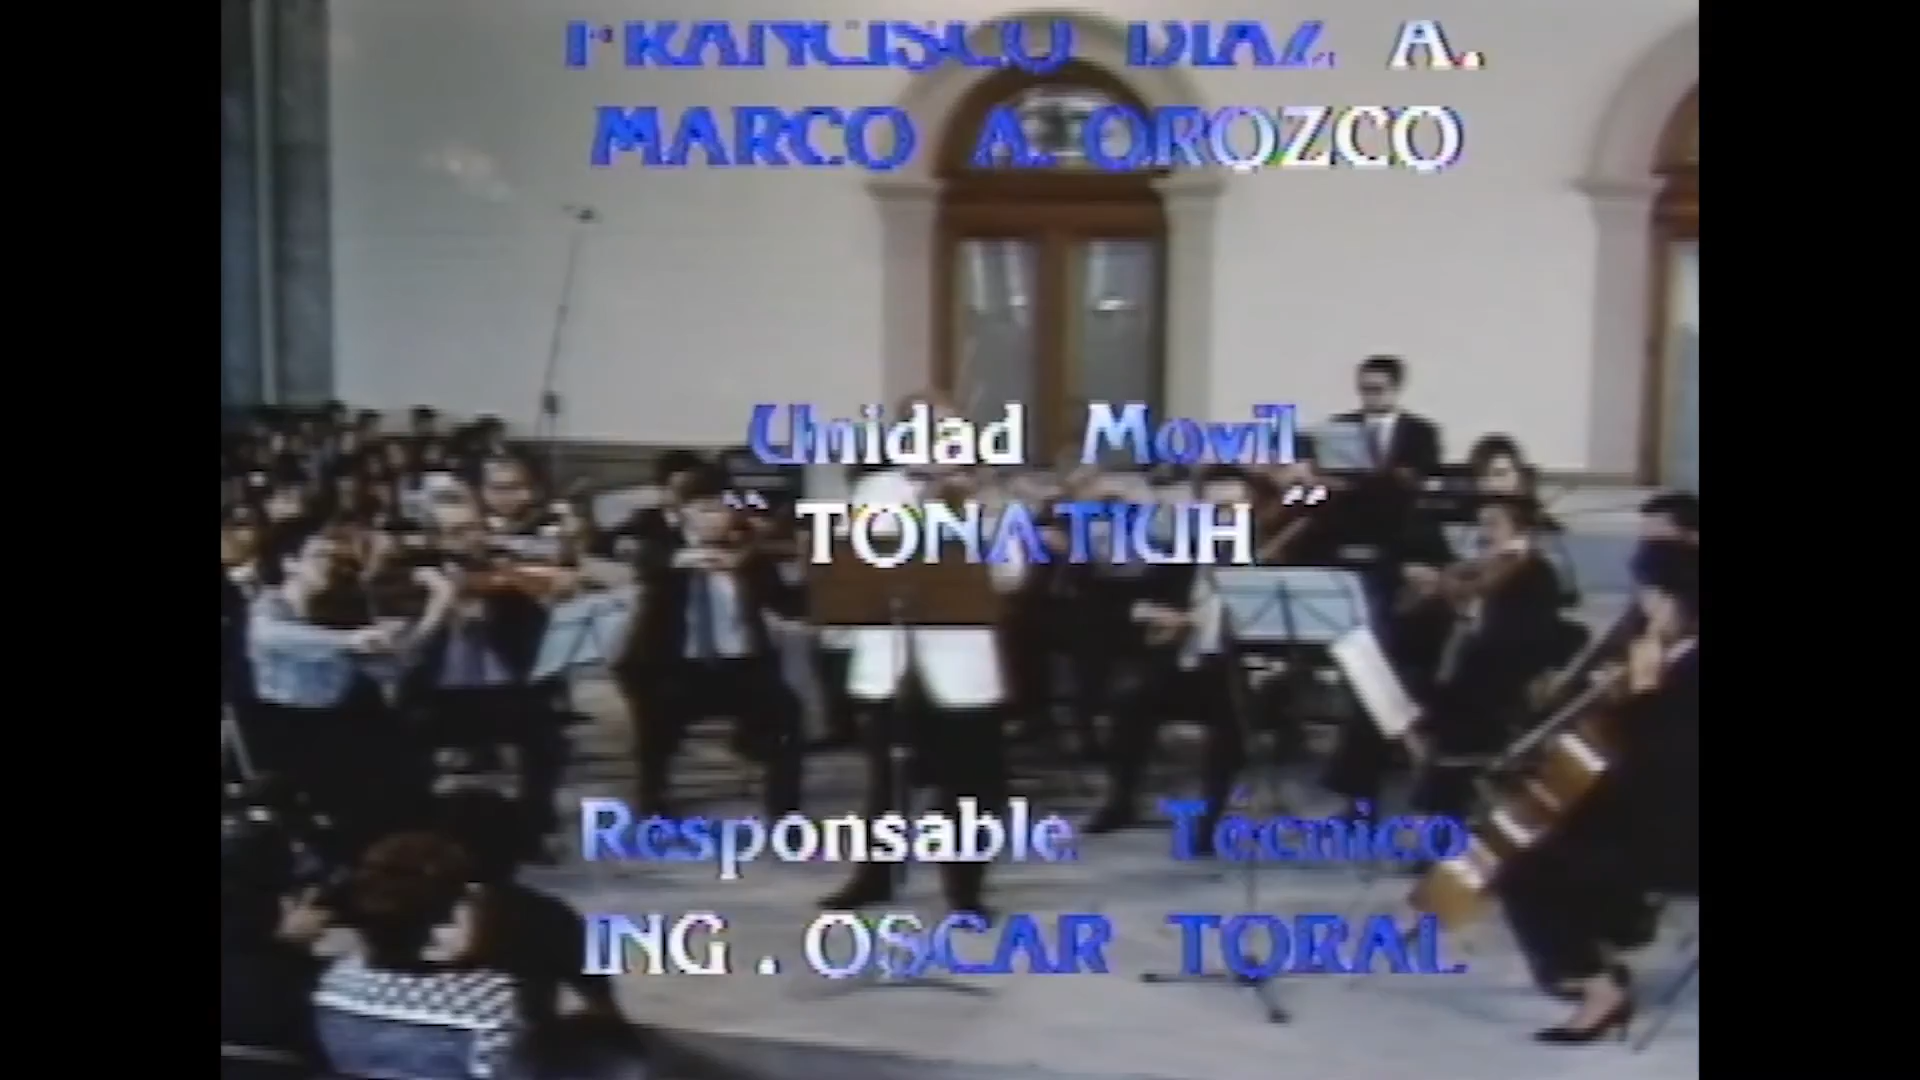 FRANCISCO DIAZ A.
MARCO A. OROZCO
Unidad Movil
"TONATIUH"
Responsable Técnico
ING. OSCAR TORAL